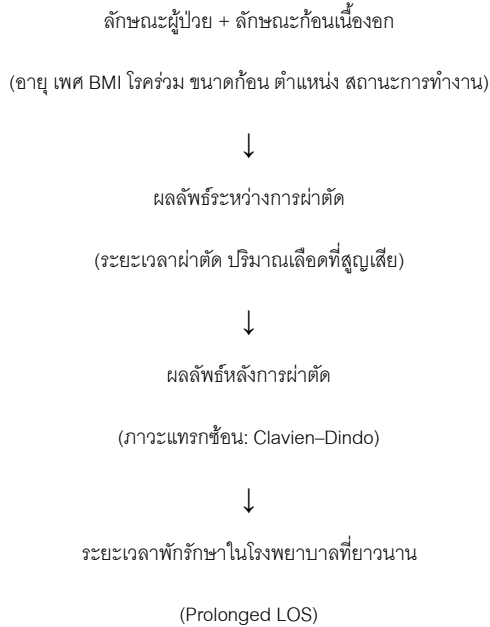 ลักษณะผู้ป่วย + ลักษณะก้อนเนื้องอก
(อายุ เพศ BMI โรคร่วม ขนาดก้อน ตำแหน่ง สถานะการทำงาน)
↓
ผลลัพธ์ระหว่างการผ่าตัด
(ระยะเวลาผ่าตัด ปริมาณเลือดที่สูญเสีย)
↓
ผลลัพธ์หลังการผ่าตัด
(ภาวะแทรกซ้อน: Clavien–Dindo)
↓
ระยะเวลาพักรักษาในโรงพยาบาลที่ยาวนาน
(Prolonged LOS)